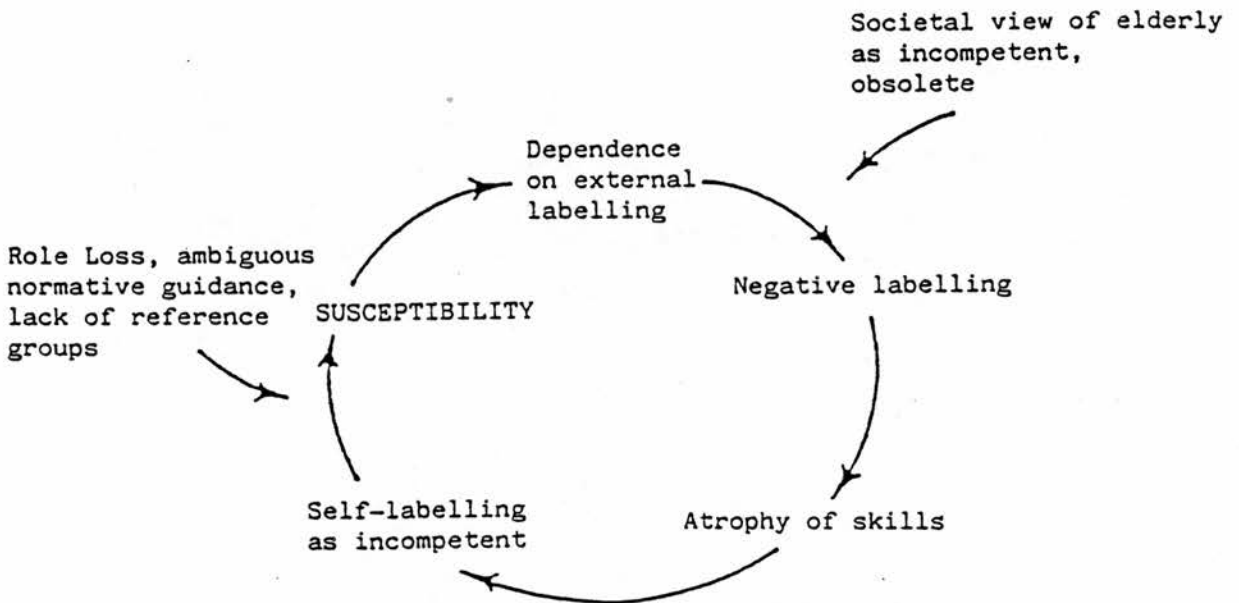 Societal view of elderly
as incompetent,
obsolete
Dependence
on external
labelling
Role Loss, ambiguous
normative guidance,
lack of reference
groups
SUSCEPTIBILITY
Negative labelling
Self-labelling
as incompetent
Atrophy of skills